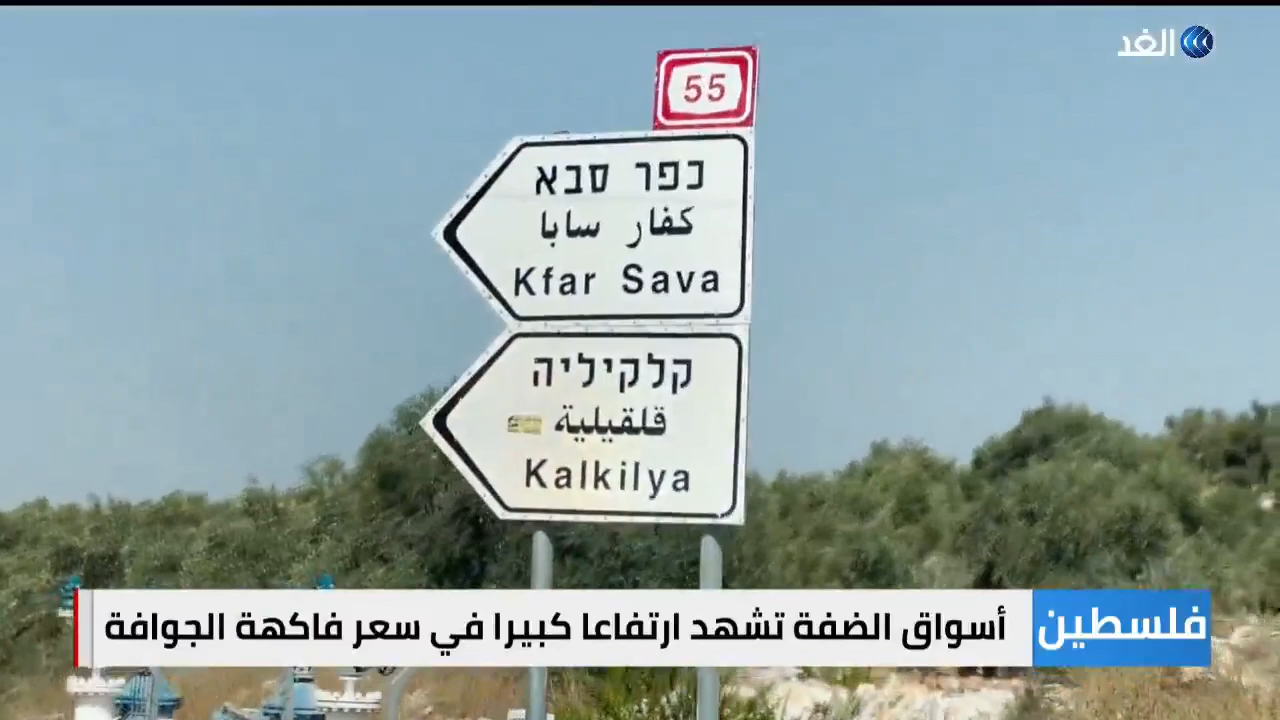 الغد
55
כפר סבא
كفار سابا
Kfar Sava
קלקיליה
قلقيلية
Kalkilya
فلسطين
أسواق الضفة تشهد ارتفاعا كبيرا في سعر فاكهة الجوافة